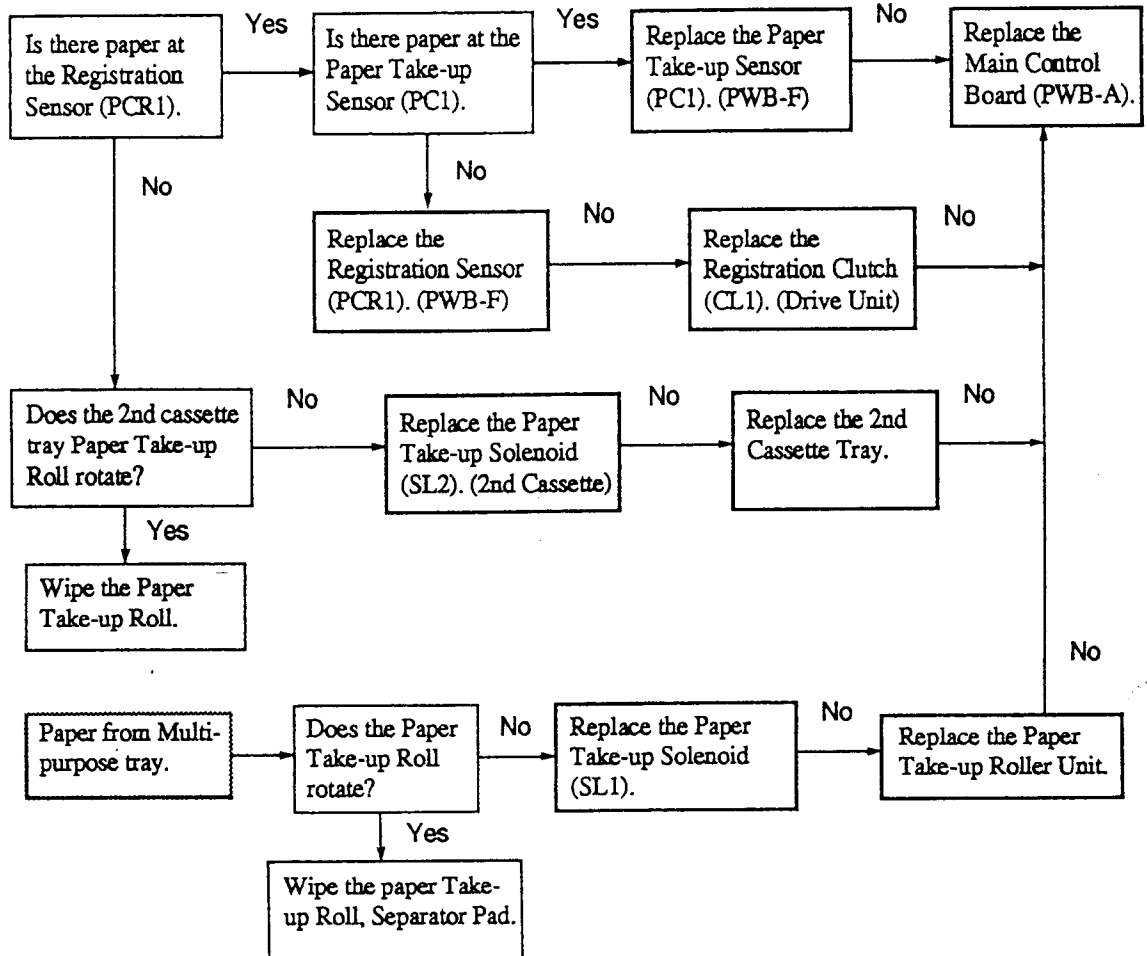 Yes
Yes
No
Is there paper at
the Registration
Sensor (PCR1).
Is there paper at the
Paper Take-up
Sensor (PC1).
Replace the Paper
Take-up Sensor
(PC1). (PWB-F)
Replace the
Main Control
Board (PWB-A).
No
No
No
No
Replace the
Registration Sensor
(PCR1). (PWB-F)
Replace the
Registration Clutch
(CL1). (Drive Unit)
Does the 2nd cassette
tray Paper Take-up
Roll rotate?
No
Replace the Paper
Take-up Solenoid
(SL2). (2nd Cassette)
No
Replace the 2nd
Cassette Tray.
No
Yes
Wipe the Paper
Take-up Roll.
No
Paper from Multi-
purpose tray.
Does the Paper
Take-up Roll
rotate?
No
Replace the Paper
Take-up Solenoid
(SL1).
No
Replace the Paper
Take-up Roller Unit.
Yes
Wipe the paper Take-
up Roll, Separator Pad.